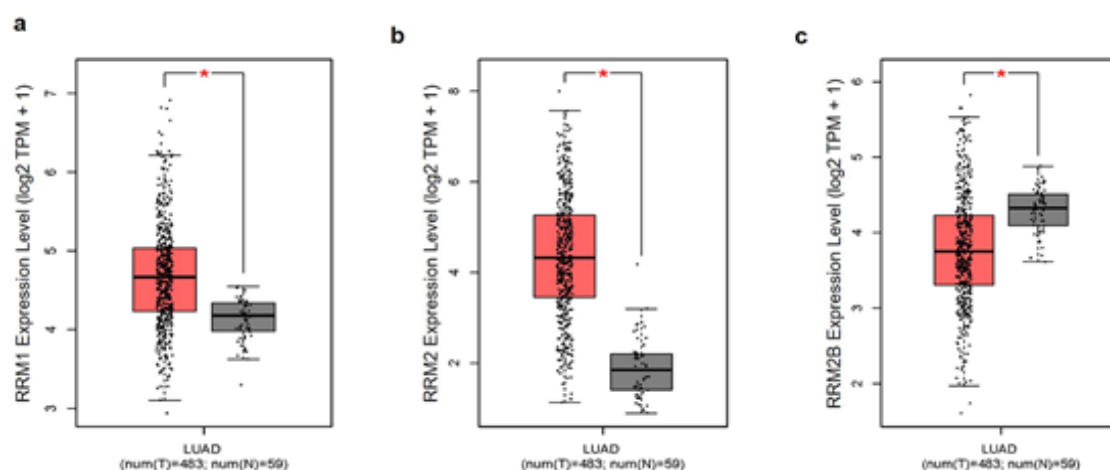 a
RRM1 Expression Level (log2 TPM + 1)
7
6
5
4
3
*
LUAD
(num(T)=483; num(N)=59)
b
RRM2 Expression Level (log2 TPM + 1)
8
6
4
2
*
LUAD
(num(T)=483; num(N)=59)
c
RRM2B Expression Level (log2 TPM + 1)
6
5
4
3
2
*
LUAD
(num(T)=483; num(N)=59)